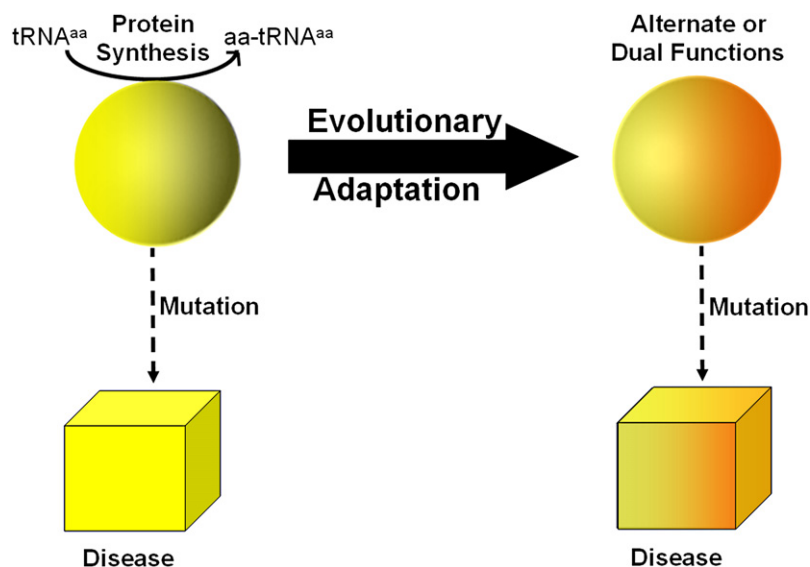 Protein
Synthesis
tRNAᵃᵃ
aa-tRNAᵃᵃ
Alternate or
Dual Functions
Evolutionary
Adaptation
Mutation
Mutation
Disease
Disease